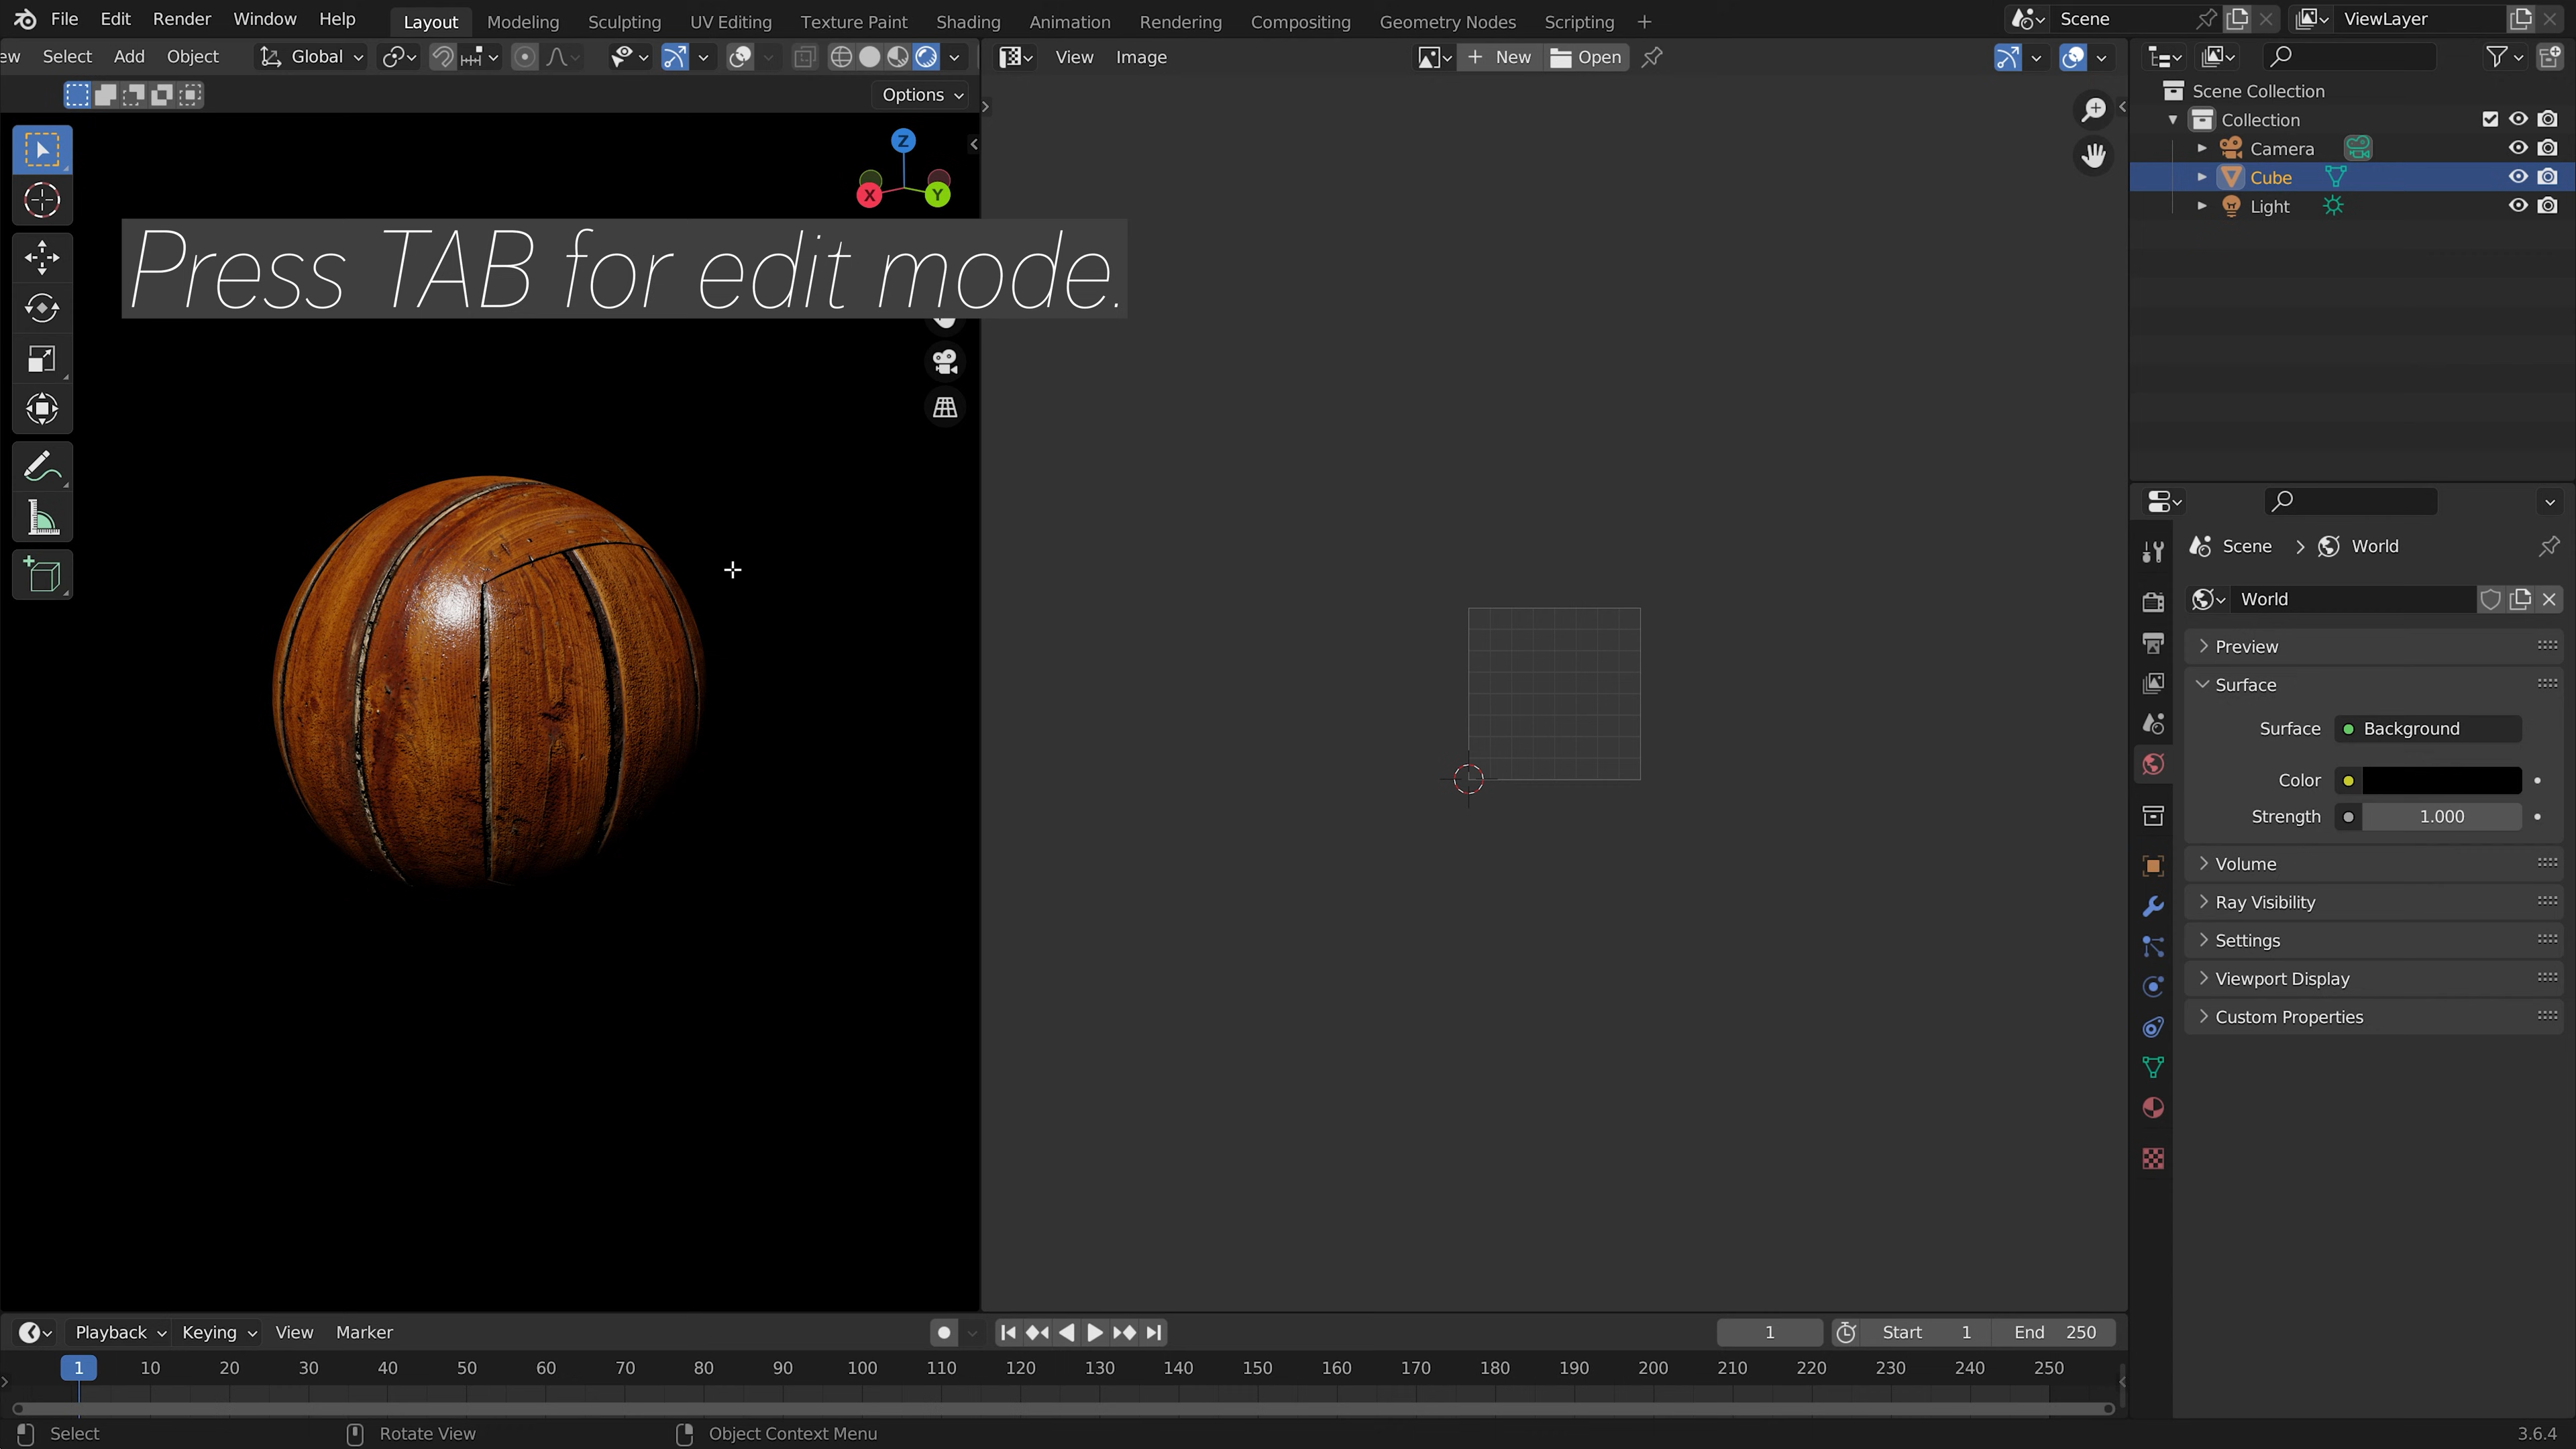 File Edit Render Window Help Layout Modeling Sculpting UV Editing Texture Paint Shading Animation Rendering Compositing Geometry Nodes Scripting + Scene ViewLayer
ew Select Add Object Global View Image + New Open
Options
Scene Collection
Collection
Camera
Cube
Light
Z
X Y
Press TAB for edit mode.
Scene > World
World
Preview
Surface
Surface Background
Color
Strength 1.000
Volume
Ray Visibility
Settings
Viewport Display
Custom Properties
Playback Keying View Marker 1 Start 1 End 250
1 10 20 30 40 50 60 70 80 90 100 110 120 130 140 150 160 170 180 190 200 210 220 230 240 250
Select Rotate View Object Context Menu 3.6.4